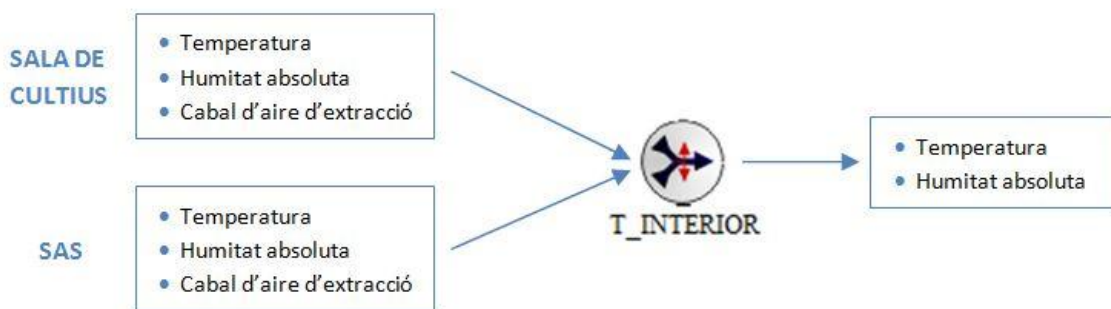 SALA DE
CULTIUS
• Temperatura
• Humitat absoluta
• Cabal d'aire d'extracció
SAS
• Temperatura
• Humitat absoluta
• Cabal d'aire d'extracció
T_INTERIOR
• Temperatura
• Humitat absoluta